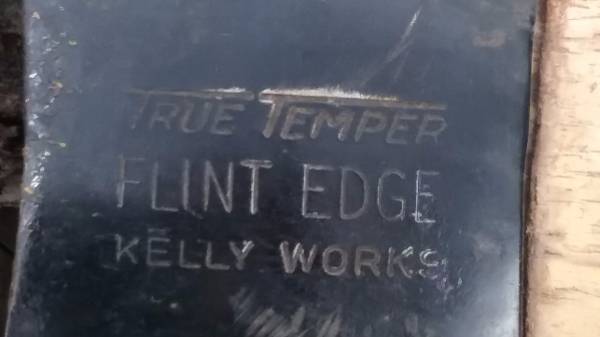 TRUE TEMPER
FLINT EDGE
KELLY WORKS